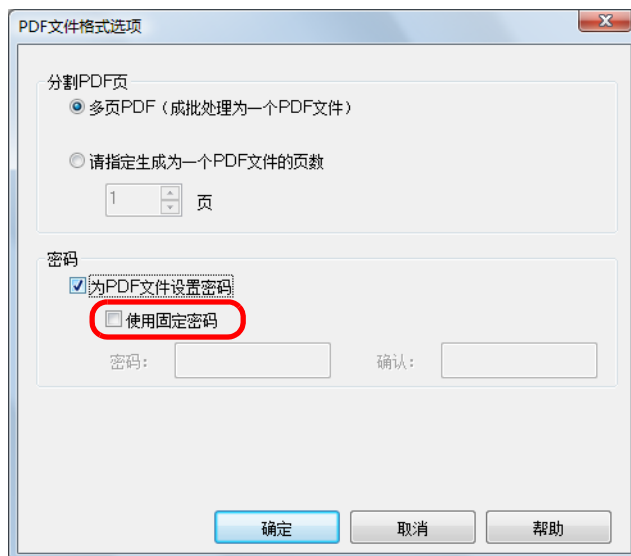 PDF文件格式选项
分割PDF页
多页PDF（成批处理为一个PDF文件）
请指定生成为一个PDF文件的页数
1 页
密码
为PDF文件设置密码
使用固定密码
密码: 确认:
确定 取消 帮助